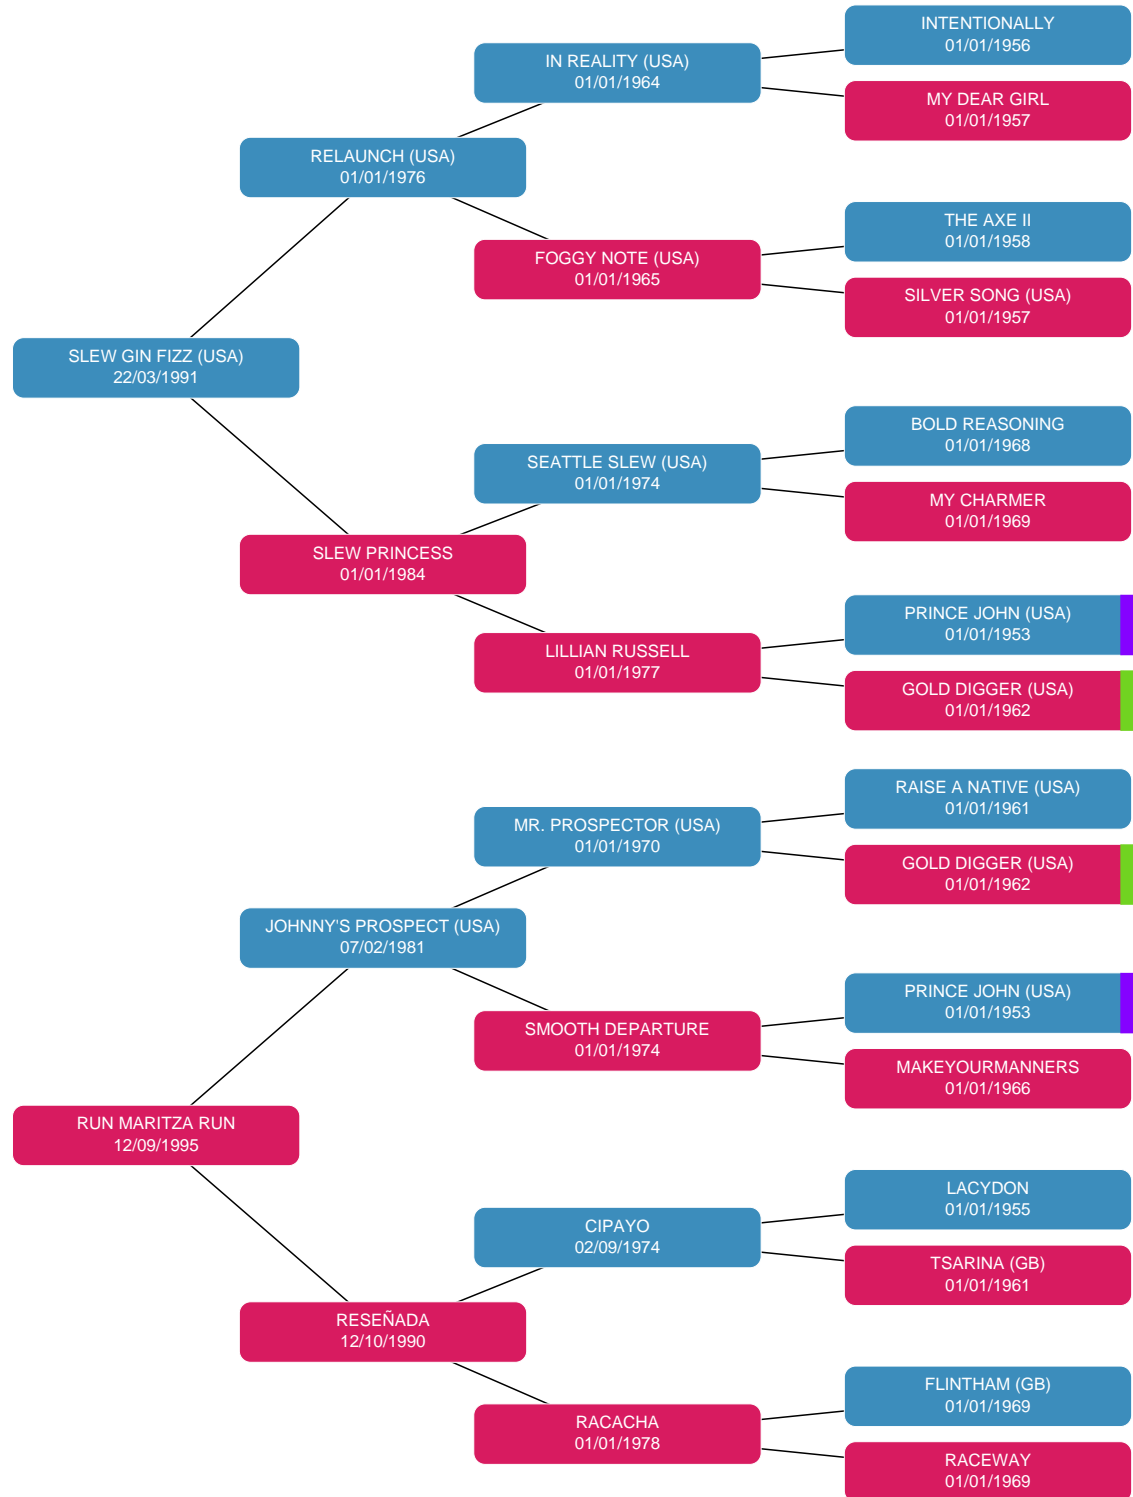 INTENTIONALLY
01/01/1956
IN REALITY (USA)
01/01/1964
MY DEAR GIRL
01/01/1957
RELAUNCH (USA)
01/01/1976
THE AXE II
01/01/1958
FOGGY NOTE (USA)
01/01/1965
SILVER SONG (USA)
01/01/1957
SLEW GIN FIZZ (USA)
22/03/1991
BOLD REASONING
01/01/1968
SEATTLE SLEW (USA)
01/01/1974
MY CHARMER
01/01/1969
SLEW PRINCESS
01/01/1984
PRINCE JOHN (USA)
01/01/1953
LILLIAN RUSSELL
01/01/1977
GOLD DIGGER (USA)
01/01/1962
RAISE A NATIVE (USA)
01/01/1961
MR. PROSPECTOR (USA)
01/01/1970
GOLD DIGGER (USA)
01/01/1962
JOHNNY'S PROSPECT (USA)
07/02/1981
PRINCE JOHN (USA)
01/01/1953
SMOOTH DEPARTURE
01/01/1974
MAKEYOURMANNERS
01/01/1966
RUN MARITZA RUN
12/09/1995
LACYDON
01/01/1955
CIPAYO
02/09/1974
TSARINA (GB)
01/01/1961
RESEÑADA
12/10/1990
FLINTHAM (GB)
01/01/1969
RACACHA
01/01/1978
RACEWAY
01/01/1969